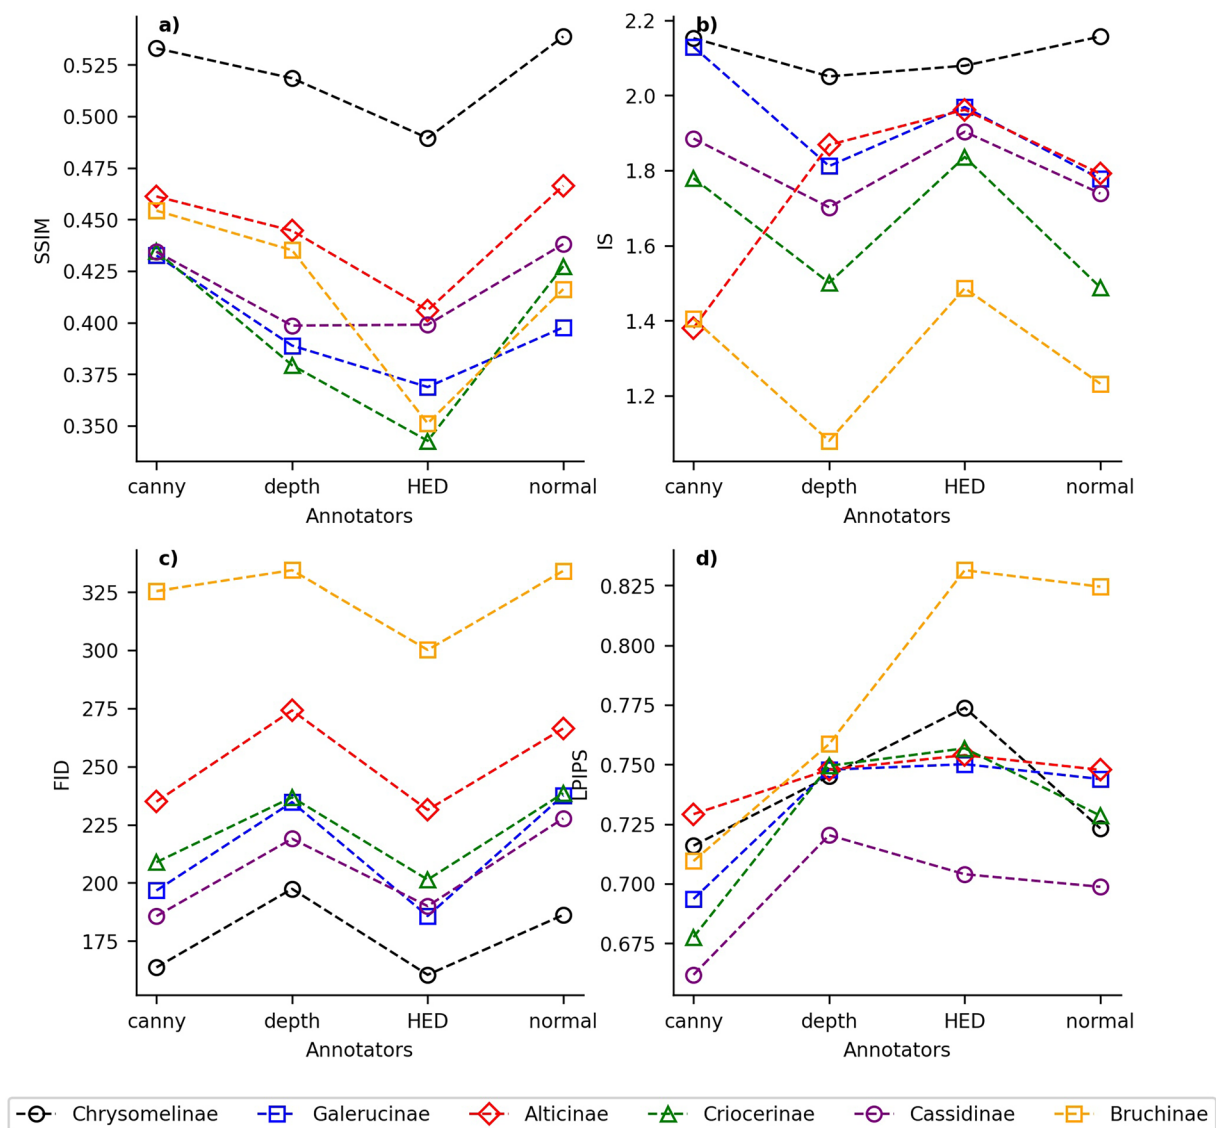 a)
0.525
0.500
0.475
0.450
0.425
0.400
0.375
0.350
SSIM
canny depth HED normal
Annotators
b)
2.2
2.0
1.8
1.6
1.4
1.2
IS
canny depth HED normal
Annotators
c)
325
300
275
250
225
200
175
FID
canny depth HED normal
Annotators
d)
0.825
0.800
0.775
0.750
0.725
0.700
0.675
LPIPS
canny depth HED normal
Annotators
Chrysomelinae Galerucinae Alticinae Criocerinae Cassidinae Bruchinae